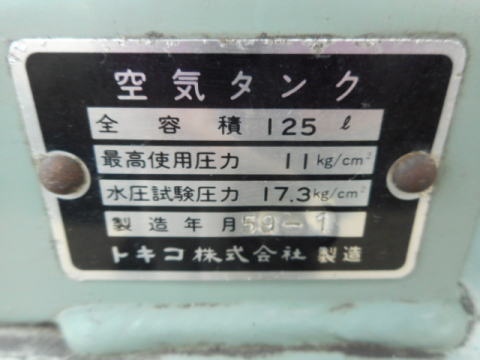 空気タンク
全容積 125 ℓ
最高使用圧力 11 kg/cm²
水圧試験圧力 17.3 kg/cm²
製造年月 59-1
トキコ株式会社 製造